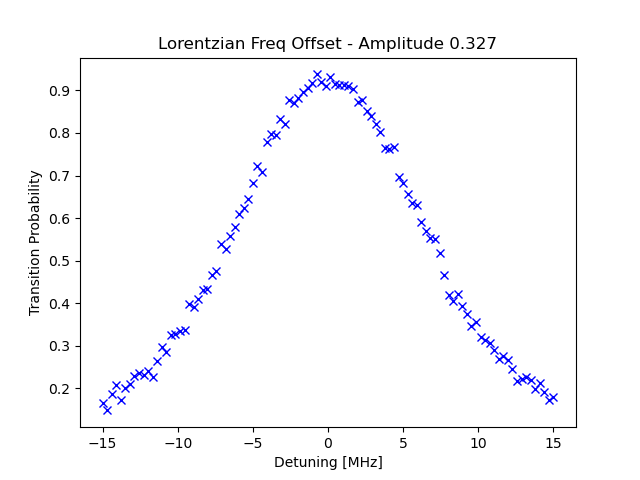 Lorentzian Freq Offset - Amplitude 0.327
Transition Probability
0.9
0.8
0.7
0.6
0.5
0.4
0.3
0.2
−15 −10 −5 0 5 10 15
Detuning [MHz]